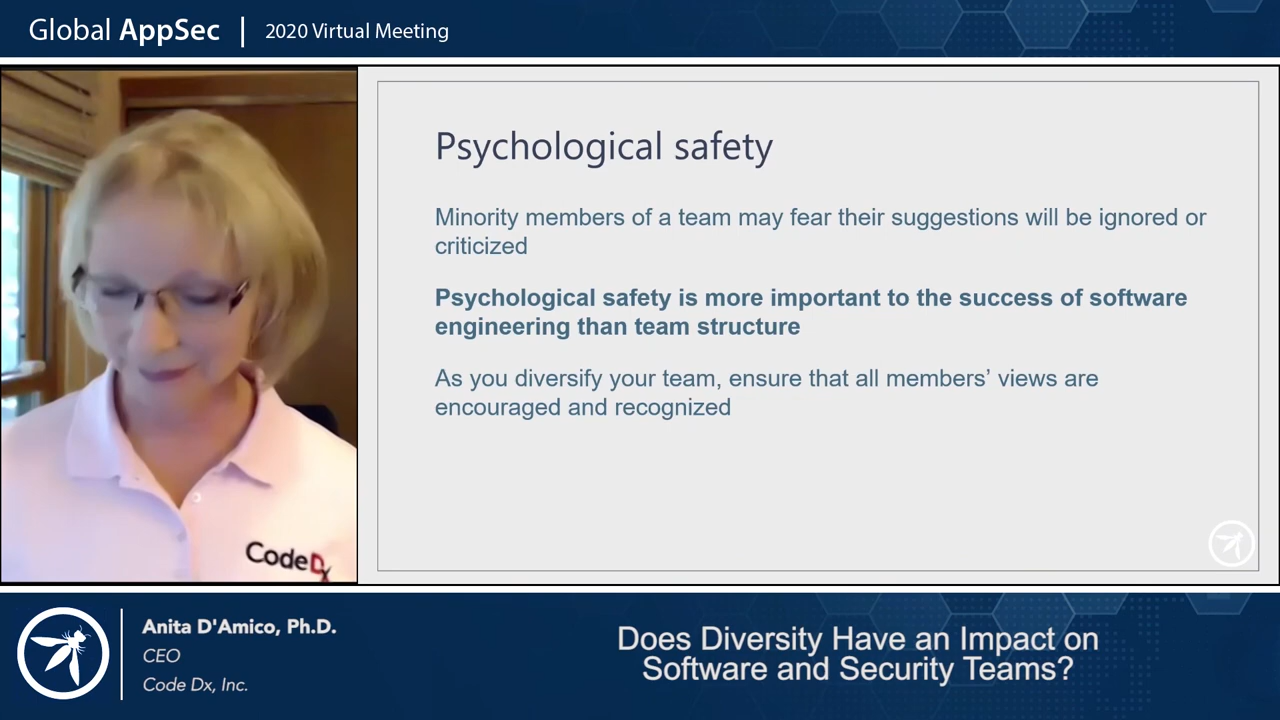 Global AppSec | 2020 Virtual Meeting
Psychological safety
Minority members of a team may fear their suggestions will be ignored or
criticized
Psychological safety is more important to the success of software
engineering than team structure
As you diversify your team, ensure that all members’ views are
encouraged and recognized
CodeDx
Anita D'Amico, Ph.D.
CEO
Code Dx, Inc.
Does Diversity Have an Impact on
Software and Security Teams?